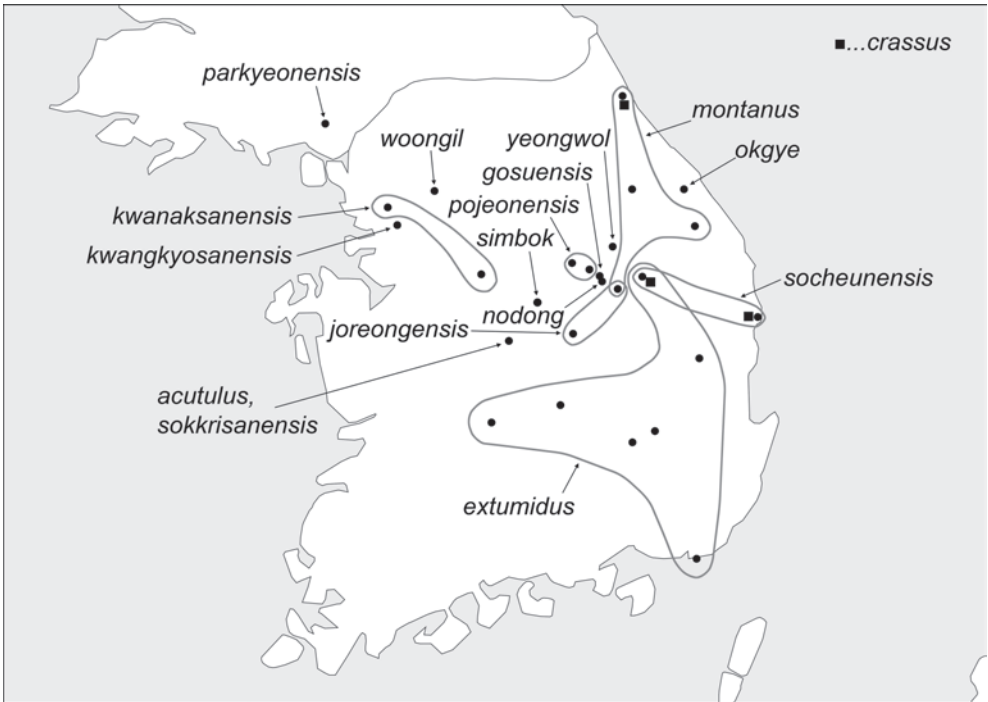 ■...crassus
parkyeonensis
montanus
woongil
yeongwol
okgye
gosuensis
pojeonensis
kwanaksanensis
simbok
kwangkyosanensis
socheunensis
nodong
joreongensis
acutulus,
sokkrisanensis
extumidus